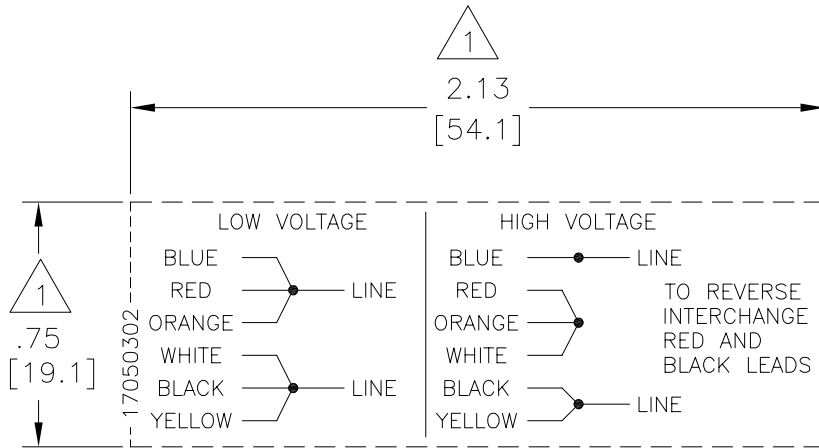 1
2.13
[54.1]
1
.75
[19.1]
17050302
LOW VOLTAGE
BLUE
RED
LINE
ORANGE
WHITE
BLACK
LINE
YELLOW
HIGH VOLTAGE
BLUE
LINE
RED
ORANGE
WHITE
BLACK
LINE
YELLOW
TO REVERSE
INTERCHANGE
RED AND
BLACK LEADS